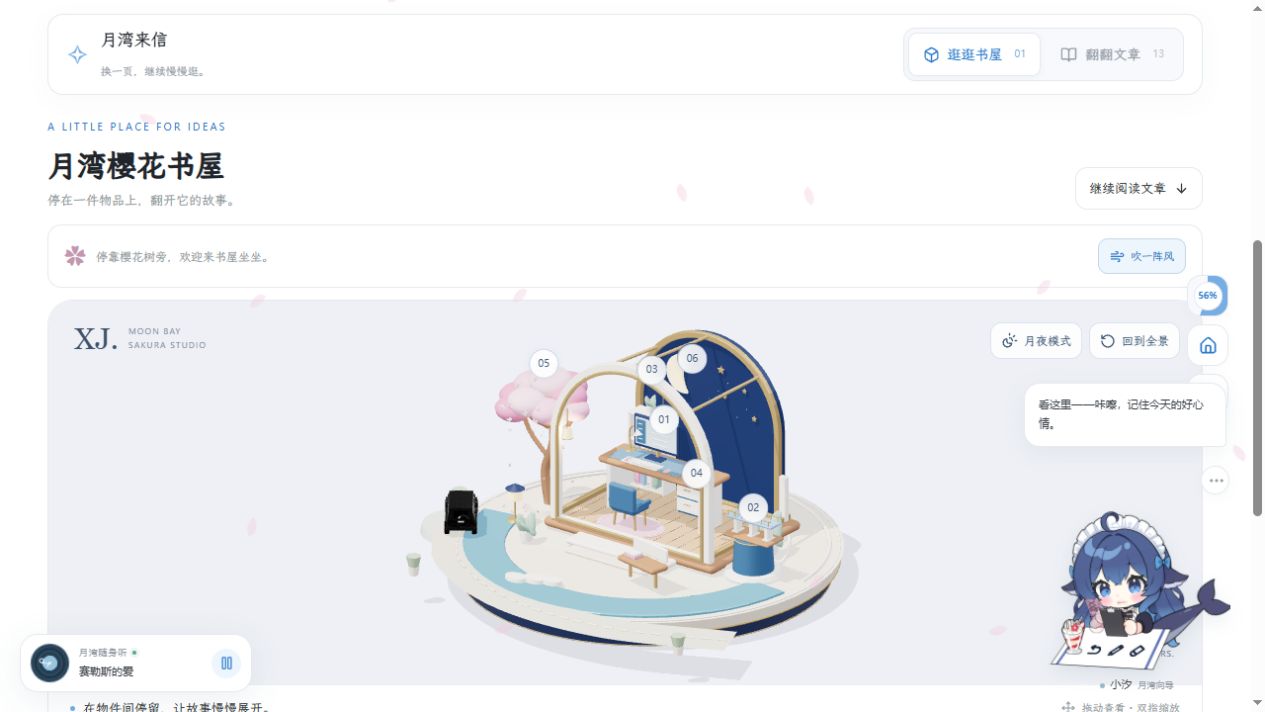 月湾来信
换一页，继续慢慢逛。
逛逛书屋 01
翻翻文章 13
A LITTLE PLACE FOR IDEAS
月湾樱花书屋
停在一件物品上，翻开它的故事。
继续阅读文章
停靠樱花树旁，欢迎来书屋坐坐。
吹一阵风
56%
XJ.
MOON BAY
SAKURA STUDIO
月夜模式
回到全景
05
03
06
01
04
02
看这里——咔嚓，记住今天的好心
情。
月湾随身听
赛勒斯的爱
RS.
小汐 月湾向导
在物件间停留，让故事慢慢展开。
拖动查看・双指缩放